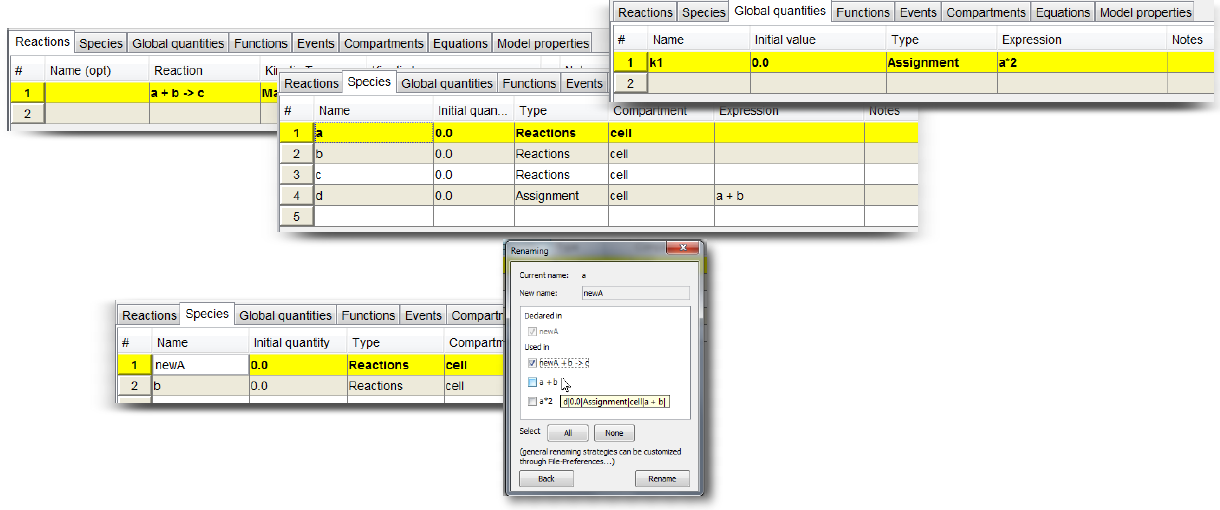 Reactions Species Global quantities Functions Events Compartments Equations Model properties
# Name (opt) Reaction
1 a + b -> c Ma
2
Reactions Species Global quantities Functions Events Compartments Equations Model properties
# Name Initial value Type Expression Notes
1 k1 0.0 Assignment a*2
2
Reactions Species Global quantities Functions Events
# Name Initial quan... Type Compartment Expression Notes
1 a 0.0 Reactions cell
2 b 0.0 Reactions cell
3 c 0.0 Reactions cell
4 d 0.0 Assignment cell a + b
5
Reactions Species Global quantities Functions Events Compartm
# Name Initial quantity Type Compartm
1 newA 0.0 Reactions cell
2 b 0.0 Reactions cell
Renaming
Current name: a
New name: newA
Declared in
newA
Used in
newA + b -> c
a + b
a*2 d|0.0|Assignment|cell|a + b|
Select All None
(general renaming strategies can be customized
through File-Preferences...)
Back Rename